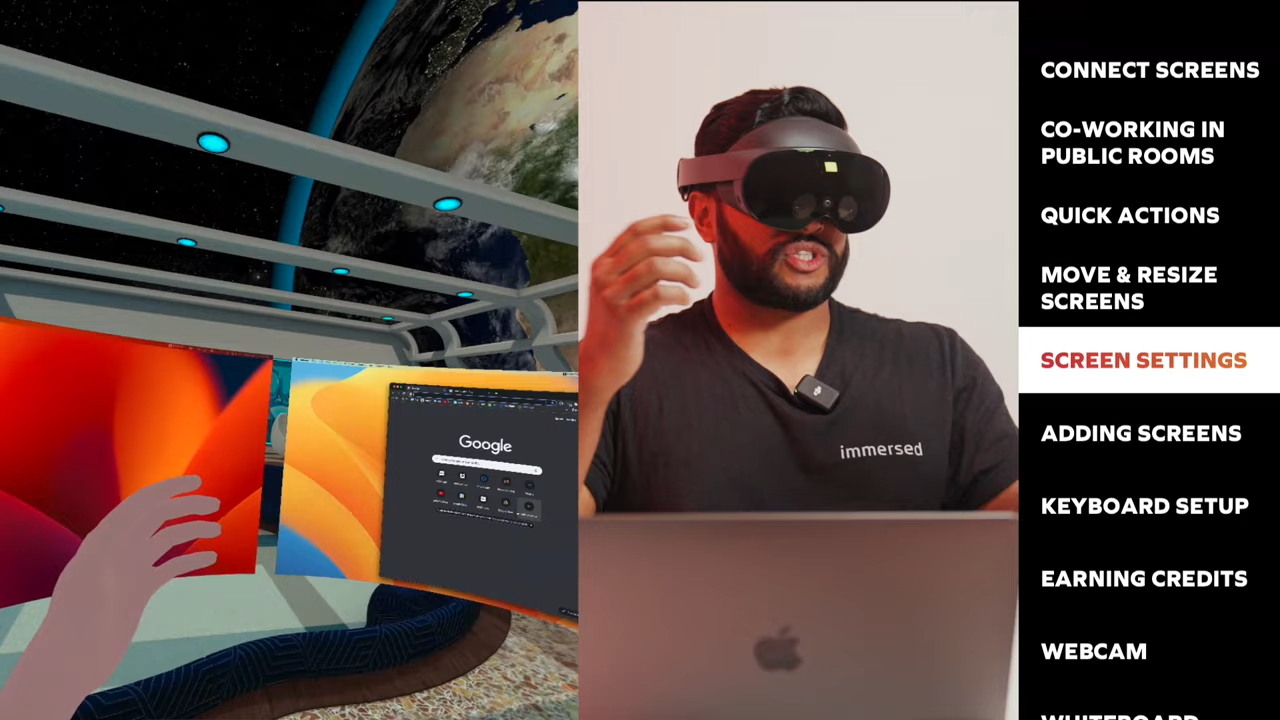 CONNECT SCREENS
CO-WORKING IN
PUBLIC ROOMS
QUICK ACTIONS
MOVE & RESIZE
SCREENS
SCREEN SETTINGS
ADDING SCREENS
KEYBOARD SETUP
EARNING CREDITS
WEBCAM
WHITEBOARD
Google
immersed